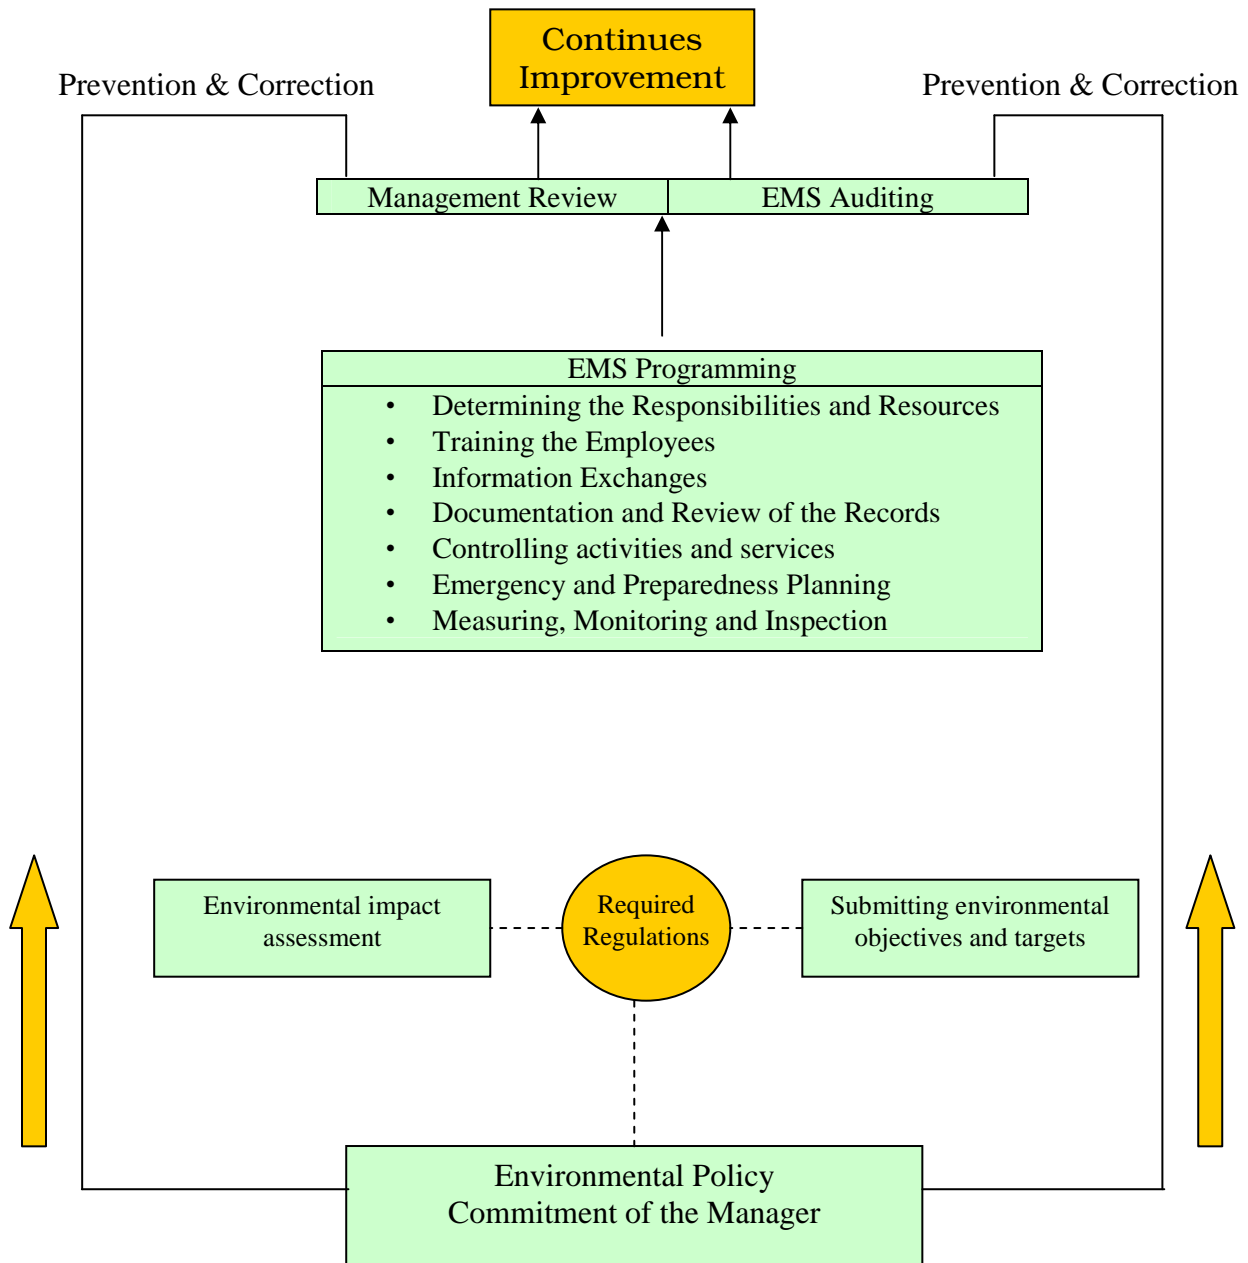 Continues
Improvement
Prevention & Correction
Prevention & Correction
Management Review
EMS Auditing
EMS Programming
• Determining the Responsibilities and Resources
• Training the Employees
• Information Exchanges
• Documentation and Review of the Records
• Controlling activities and services
• Emergency and Preparedness Planning
• Measuring, Monitoring and Inspection
Environmental impact
assessment
Required
Regulations
Submitting environmental
objectives and targets
Environmental Policy
Commitment of the Manager